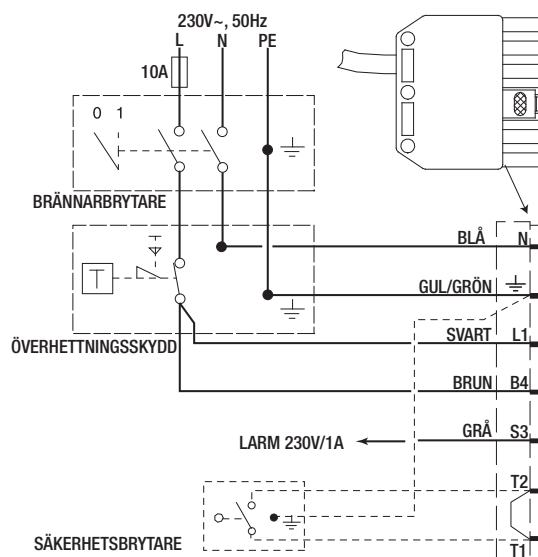 230V~, 50Hz
L N PE
10A
0 1
BRÄNNARBRYTARE
BLÅ N
T
GUL/GRÖN
ÖVERHETTNINGSSKYDD
SVART L1
BRUN B4
GRÅ S3
LARM 230V/1A
T2
SÄKERHETSBRYTARE
T1